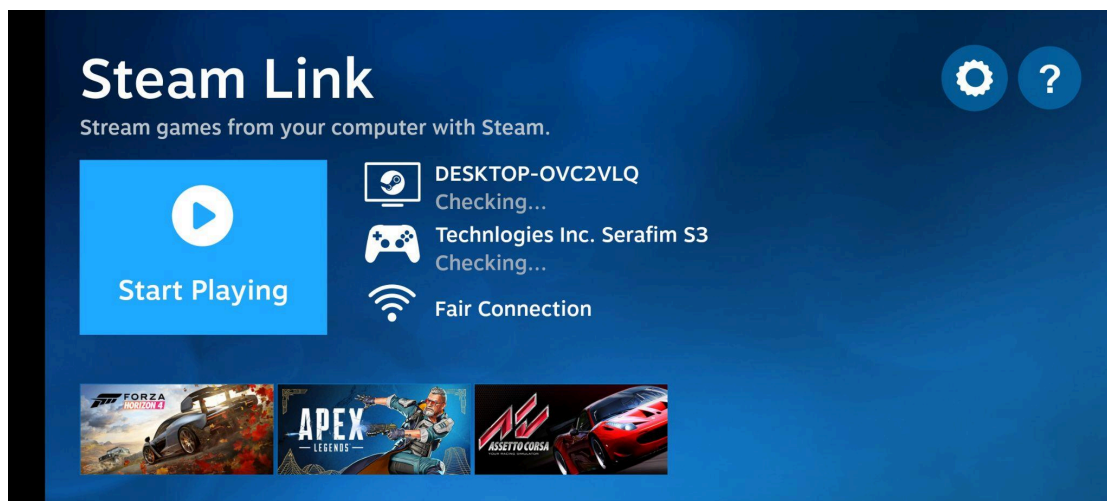 Steam Link
Stream games from your computer with Steam.
?
Start Playing
DESKTOP-OVC2VLQ
Checking...
Technlogies Inc. Serafim S3
Checking...
Fair Connection
FORZA
HORIZON 4
APEX
LEGENDS
ASSETTO CORSA